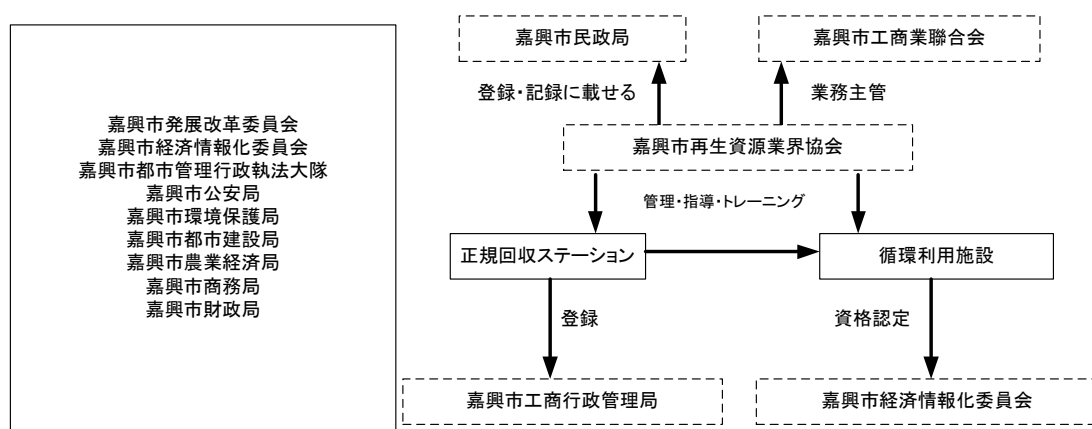 嘉興市発展改革委員会
嘉興市経済情報化委員会
嘉興市都市管理行政執法大隊
嘉興市公安局
嘉興市環境保護局
嘉興市都市建設局
嘉興市農業経済局
嘉興市商務局
嘉興市財政局
嘉興市民政局
嘉興市工商業聯合会
登録・記録に載せる
業務主管
嘉興市再生資源業界協会
管理・指導・トレーニング
正規回収ステーション
循環利用施設
登録
資格認定
嘉興市工商行政管理局
嘉興市経済情報化委員会